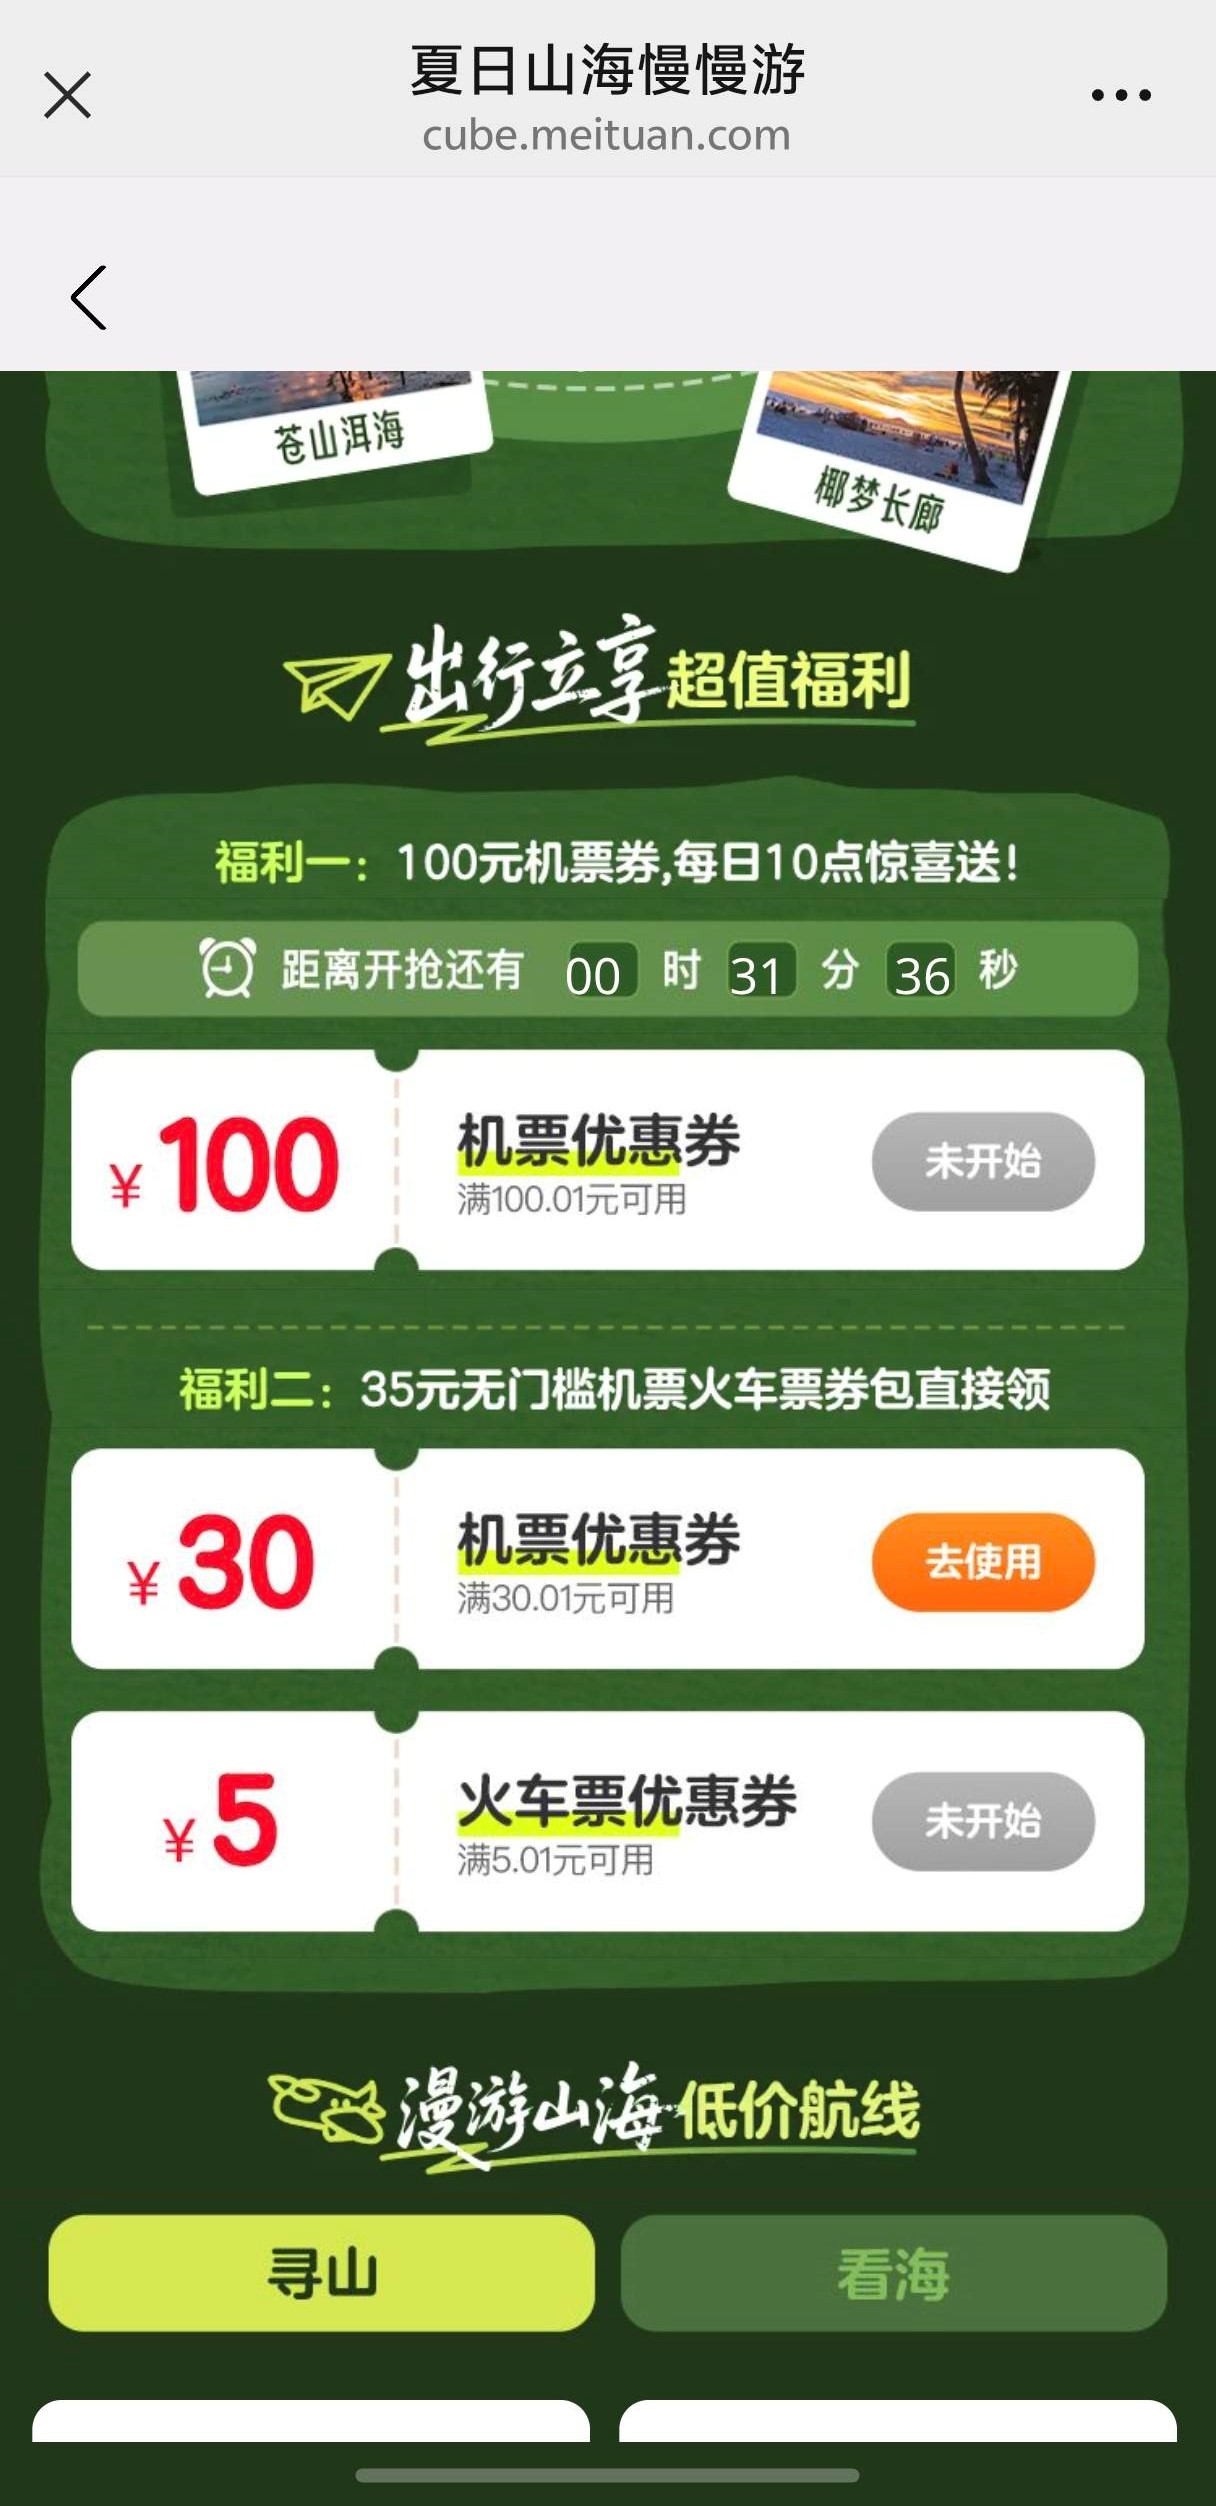 夏日山海慢慢游
cube.meituan.com
苍山洱海
椰梦长廊
出行立享超值福利
福利一：100元机票券,每日10点惊喜送!
距离开抢还有 00 时 31 分 36 秒
¥100
机票优惠券
满100.01元可用
未开始
福利二：35元无门槛机票火车票券包直接领
¥30
机票优惠券
满30.01元可用
去使用
¥5
火车票优惠券
满5.01元可用
未开始
漫游山海低价航线
寻山
看海